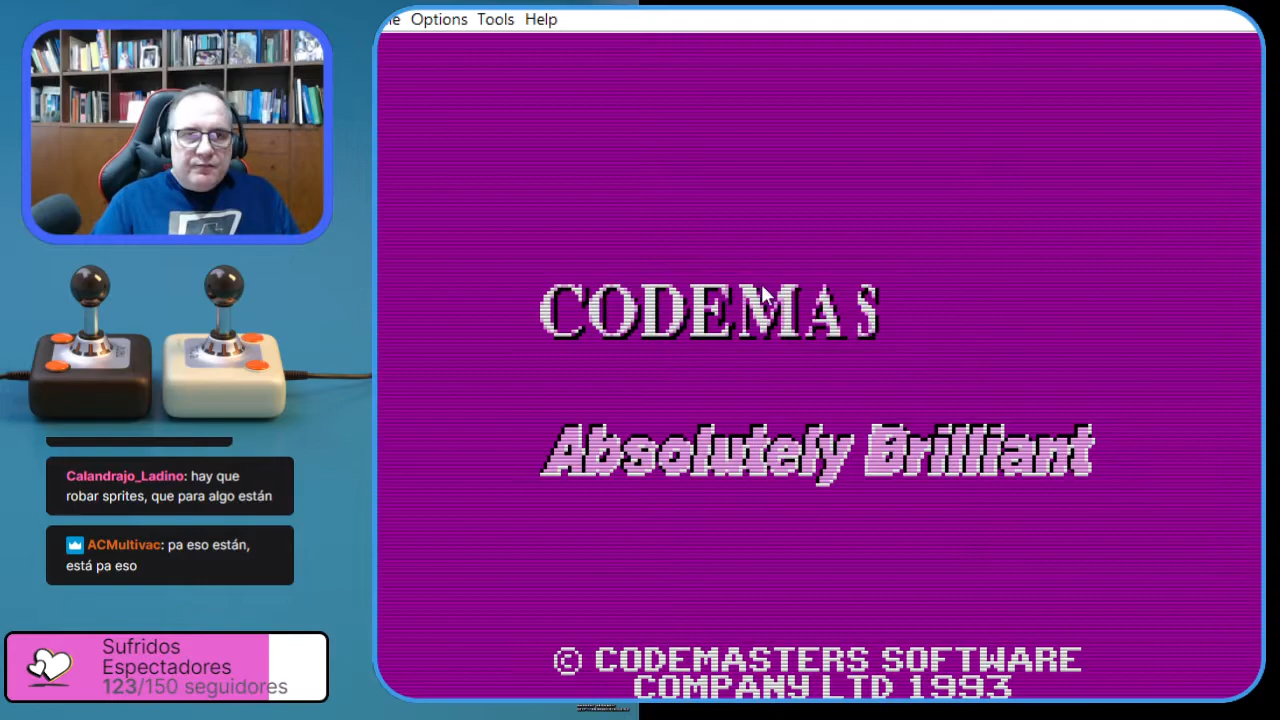 Options Tools Help
CODEMAS
Absolutely Brilliant
© CODEMASTERS SOFTWARE
COMPANY LTD 1993
Calandrajo_Ladino: hay que
robar sprites, que para algo están
ACMultivac: pa eso están,
está pa eso
Sufridos
Espectadores
123/150 seguidores